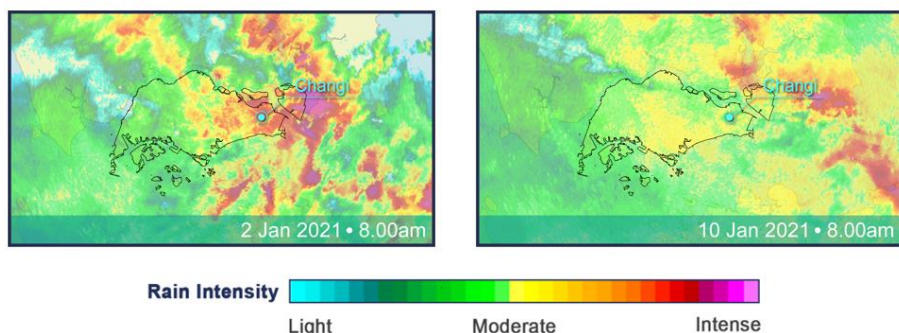 Changi
2 Jan 2021 • 8.00am
Changi
10 Jan 2021 • 8.00am
Rain Intensity
Light Moderate Intense